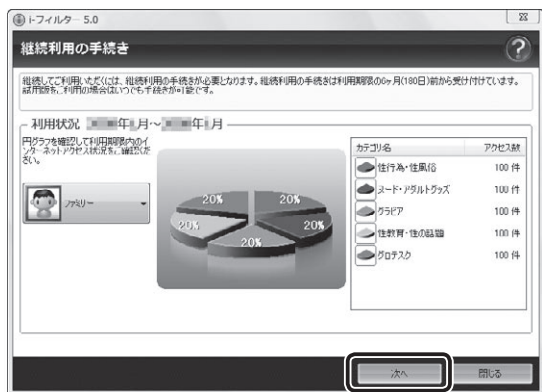 i-フィルター 5.0
継続利用の手続き
継続してご利用いただくには、継続利用の手続きが必要となります。継続利用の手続きは利用期限の6ヶ月(180日)前から受け付けています。
試用版をご利用の場合はいつでも手続きが可能です。
利用状況 年 月～ 年 月
円グラフを確認して利用期限内のイ
ンターネットアクセス状況をご確認くだ
さい。
ファミリー
20%
20%
20%
20%
20%
カテゴリ名 アクセス数
性行為・性風俗 100 件
ヌード・アダルトグッズ 100 件
グラビア 100 件
性教育・性の話題 100 件
グロテスク 100 件
次へ 閉じる